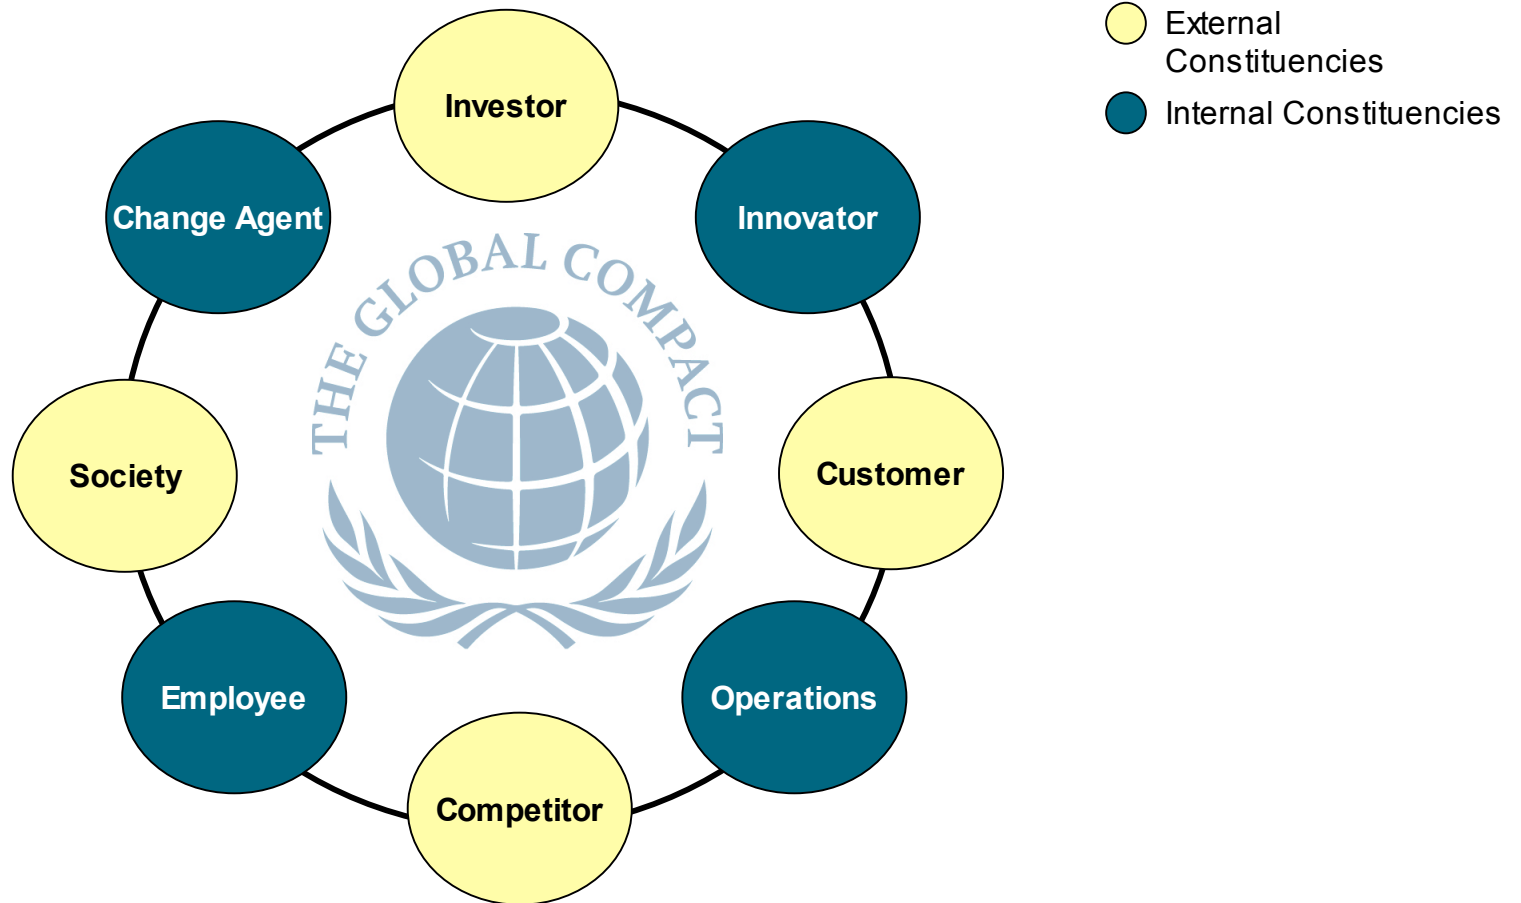 External
Constituencies
Internal Constituencies
Investor
Change Agent
Innovator
THE GLOBAL COMPACT
Society
Customer
Employee
Operations
Competitor